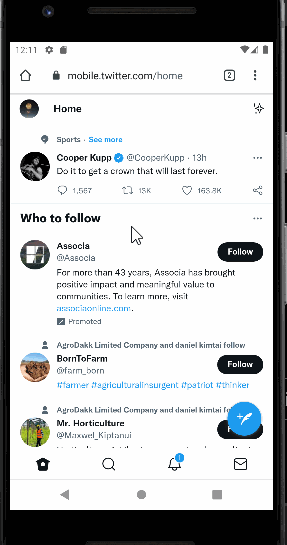 12:11
mobile.twitter.com/home
2
Home
Sports · See more
Cooper Kupp @CooperKupp · 13h
Do it to get a crown that will last forever.
1,567 13K 163.8K
Who to follow
Associa
@Associa
Follow
For more than 43 years, Associa has brought
positive impact and meaningful value to
communities. To learn more, visit
associaonline.com.
Promoted
AgroDakk Limited Company and daniel kimtai follow
BornToFarm
@farm_born
Follow
#farmer #agriculturalinsurgent #patriot #thinker
AgroDakk Limited Company and daniel kimtai follow
Mr. Horticulture
@Maxwel_Kiptanui